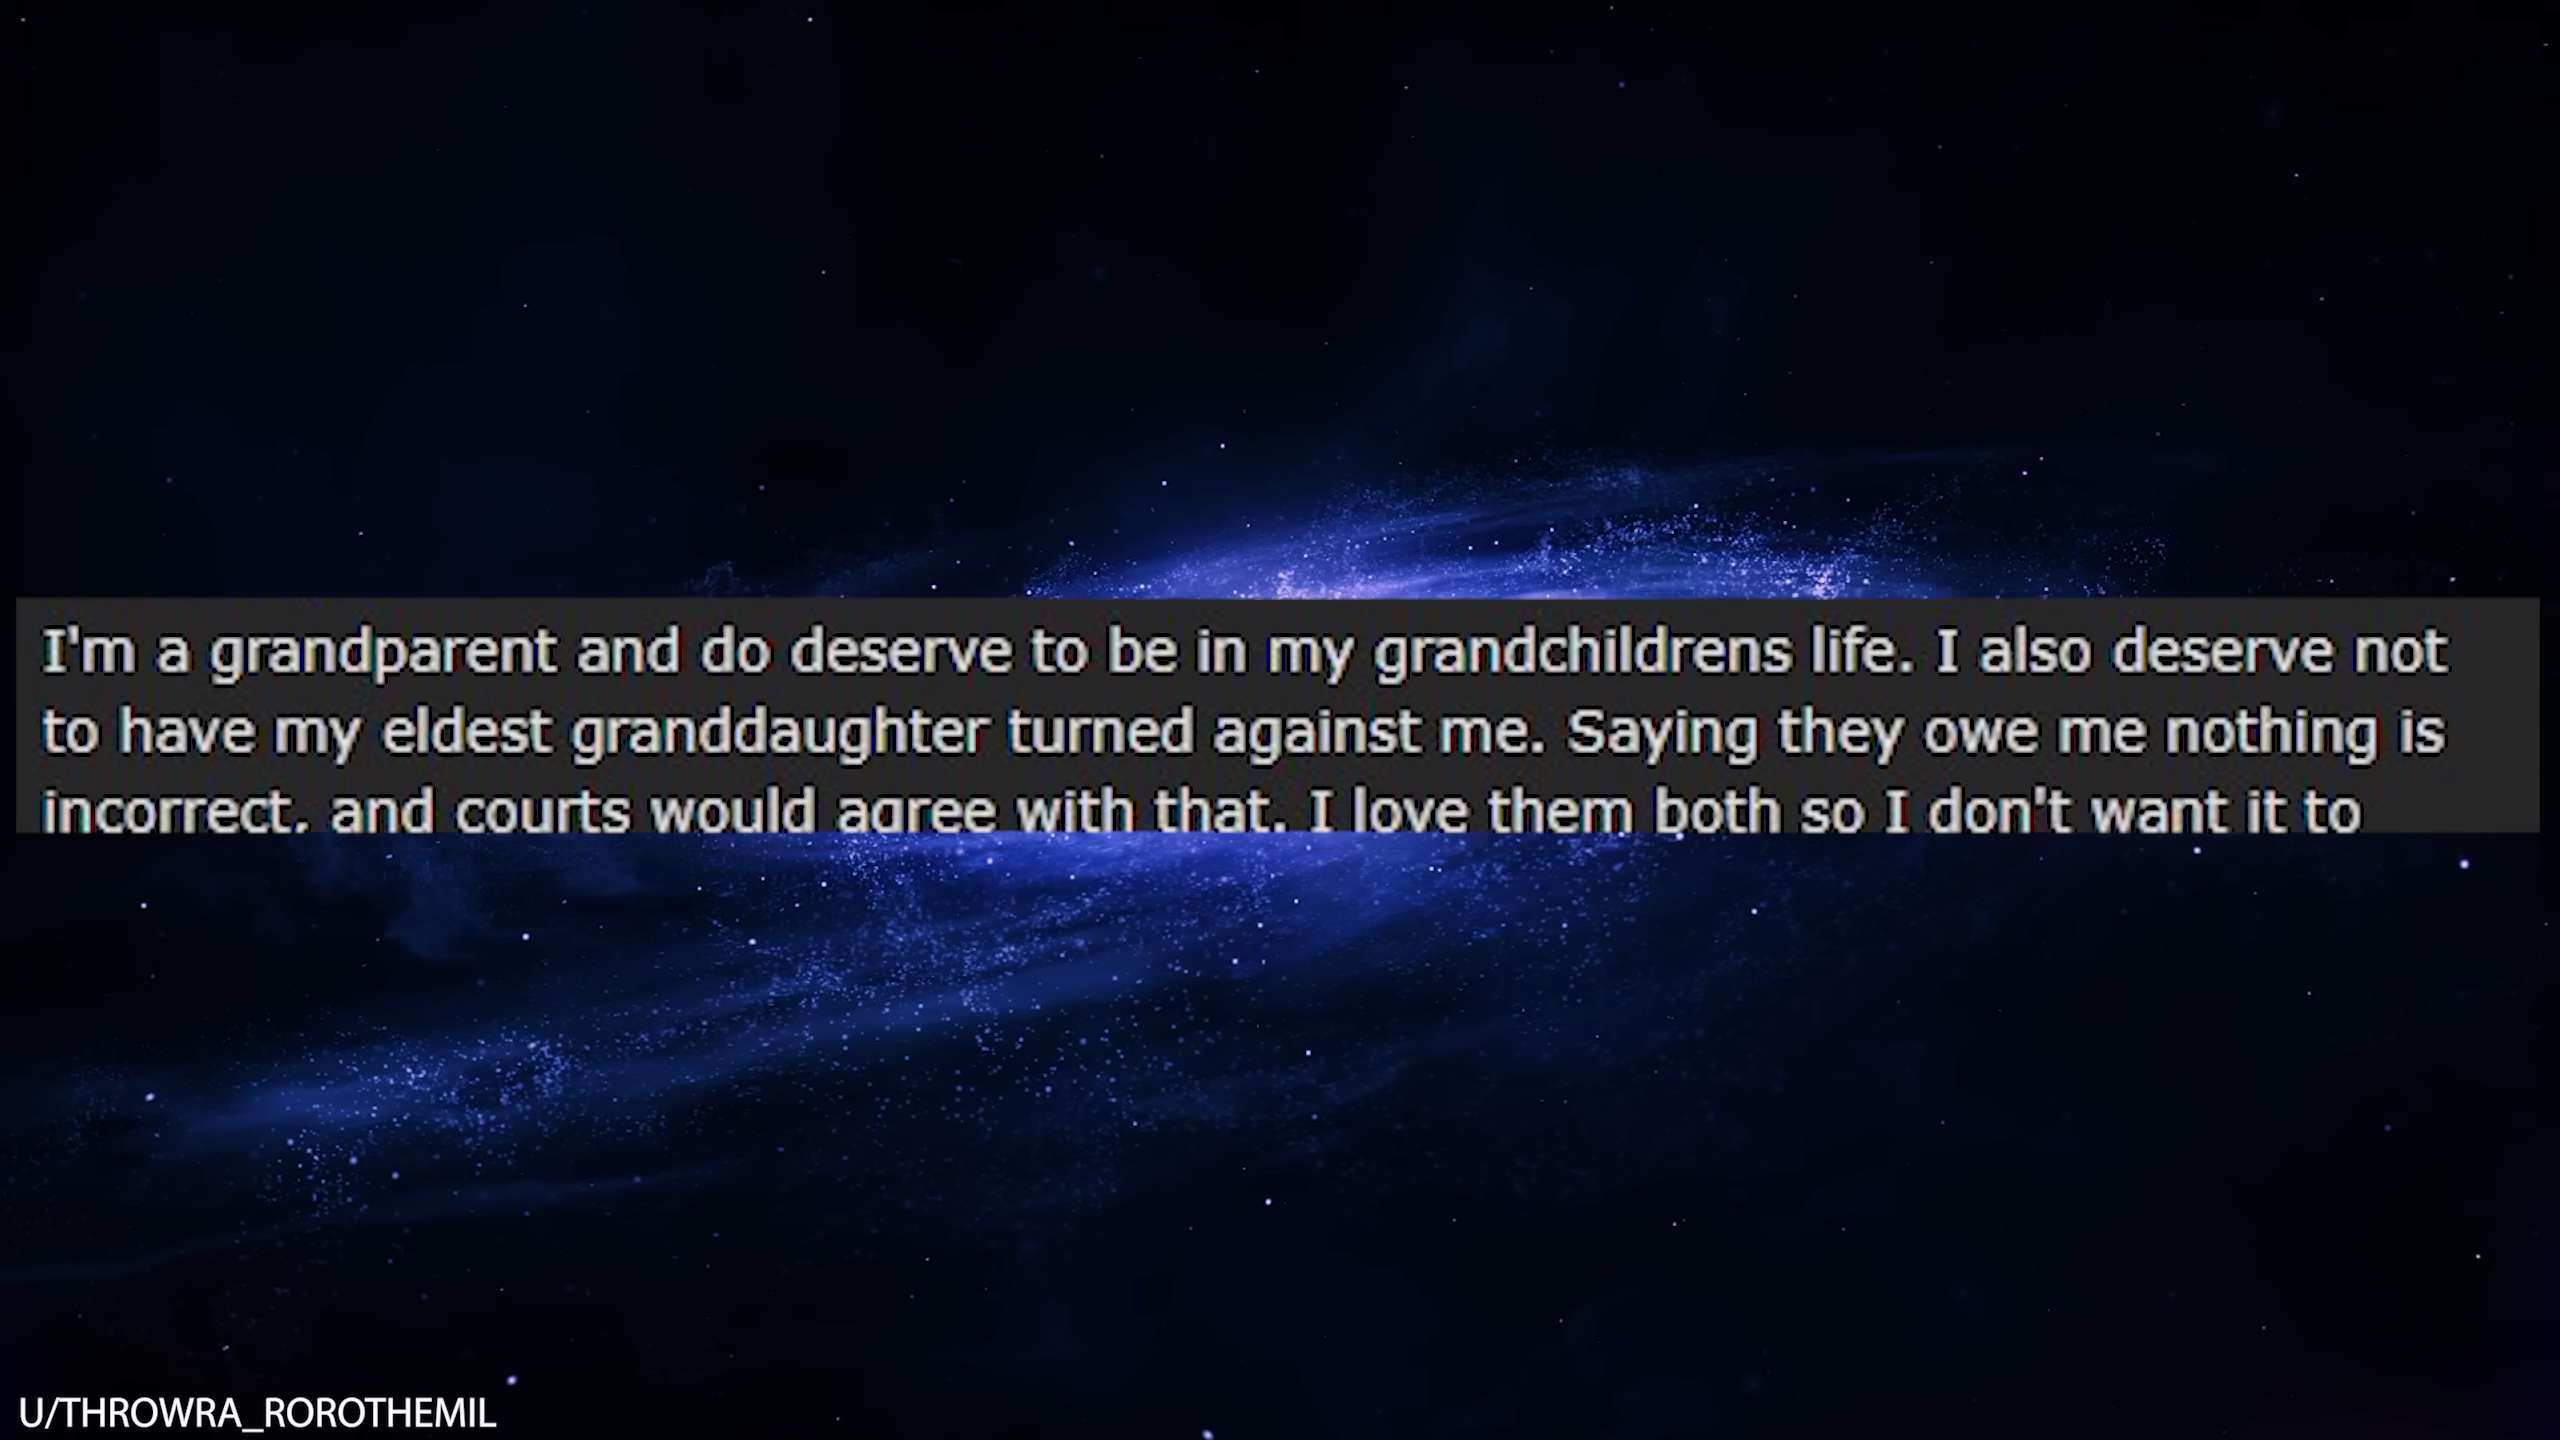 I'm a grandparent and do deserve to be in my grandchildrens life. I also deserve not
to have my eldest granddaughter turned against me. Saying they owe me nothing is
incorrect, and courts would agree with that. I love them both so I don't want it to
U/THROWRA_ROROTHEMIL